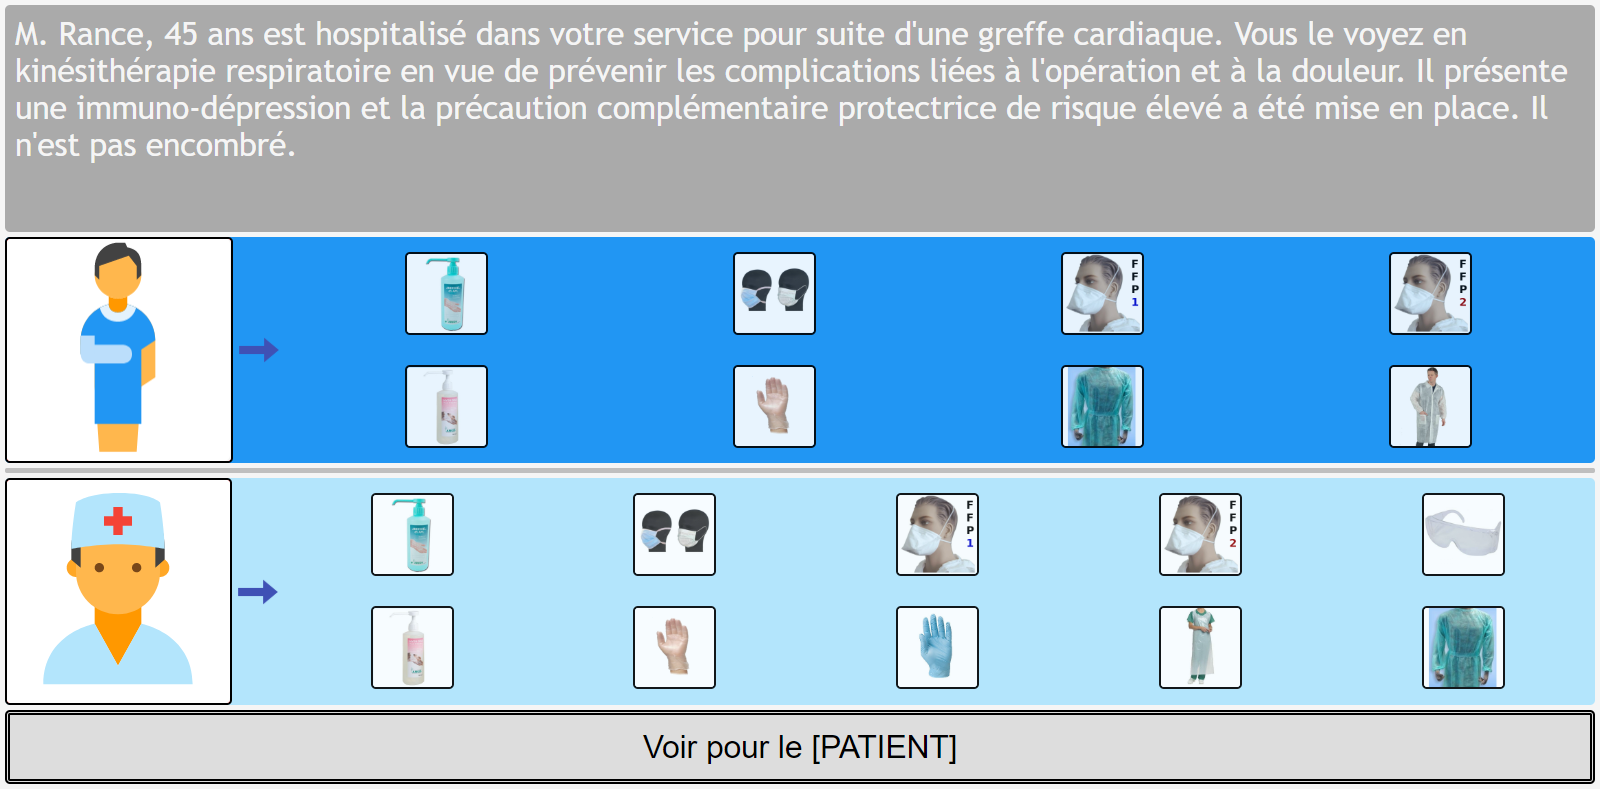 M. Rance, 45 ans est hospitalisé dans votre service pour suite d'une greffe cardiaque. Vous le voyez en
kinésithérapie respiratoire en vue de prévenir les complications liées à l'opération et à la douleur. Il présente
une immuno-dépression et la précaution complémentaire protectrice de risque élevé a été mise en place. Il
n'est pas encombré.
FFP1
FFP2
FFP1
FFP2
Voir pour le [PATIENT]